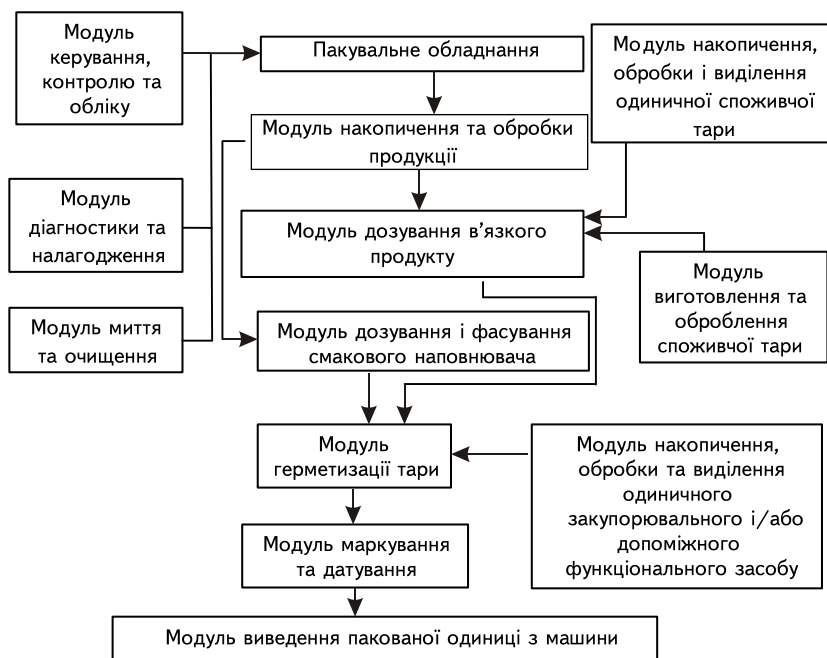 Модуль
керування,
контролю та
обліку
Пакувальне обладнання
Модуль накопичення,
обробки і виділення
одиничної споживчої
тари
Модуль накопичення та обробки
продукції
Модуль
діагностики та
налагодження
Модуль дозування в'язкого
продукту
Модуль
виготовлення та
оброблення
споживчої тари
Модуль миття
та очищення
Модуль дозування і фасування
смакового наповнювача
Модуль
герметизації тари
Модуль накопичення,
обробки та виділення
одиничного
закупорювального і/або
допоміжного
функціонального засобу
Модуль маркування
та датування
Модуль виведення пакованої одиниці з машини